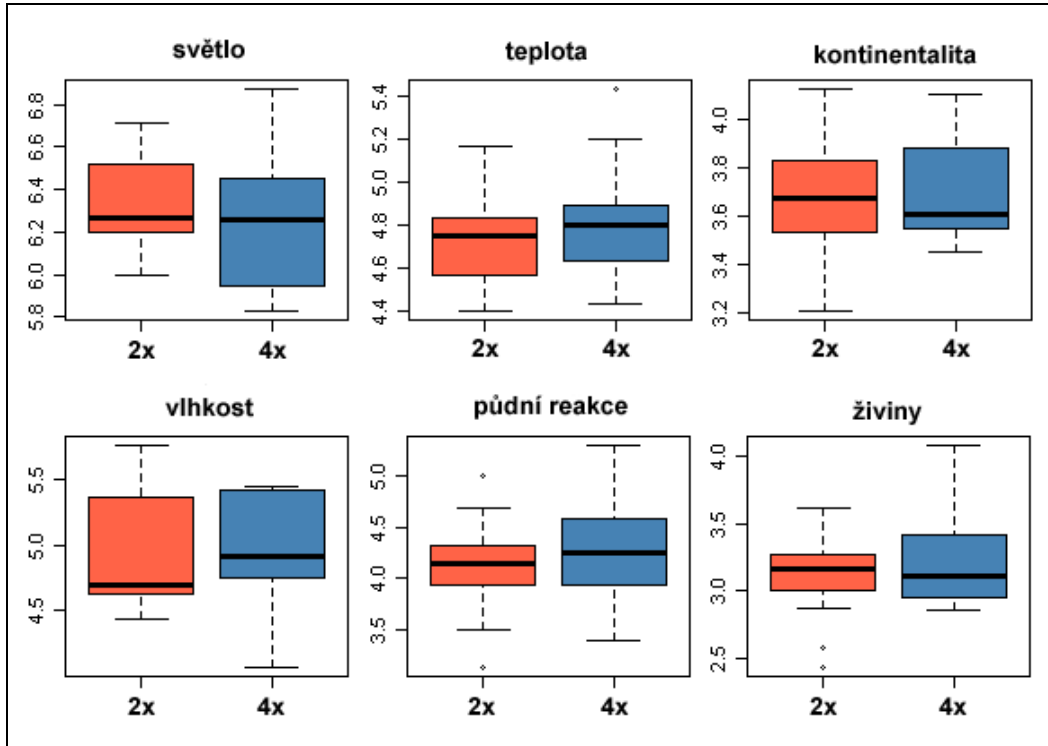 světlo
6.8
6.6
6.4
6.2
6.0
5.8
2x 4x
teplota
5.4
5.2
5.0
4.8
4.6
4.4
2x 4x
kontinentalita
4.0
3.8
3.6
3.4
3.2
2x 4x
vlhkost
5.5
5.0
4.5
2x 4x
půdní reakce
5.0
4.5
4.0
3.5
2x 4x
živiny
4.0
3.5
3.0
2.5
2x 4x